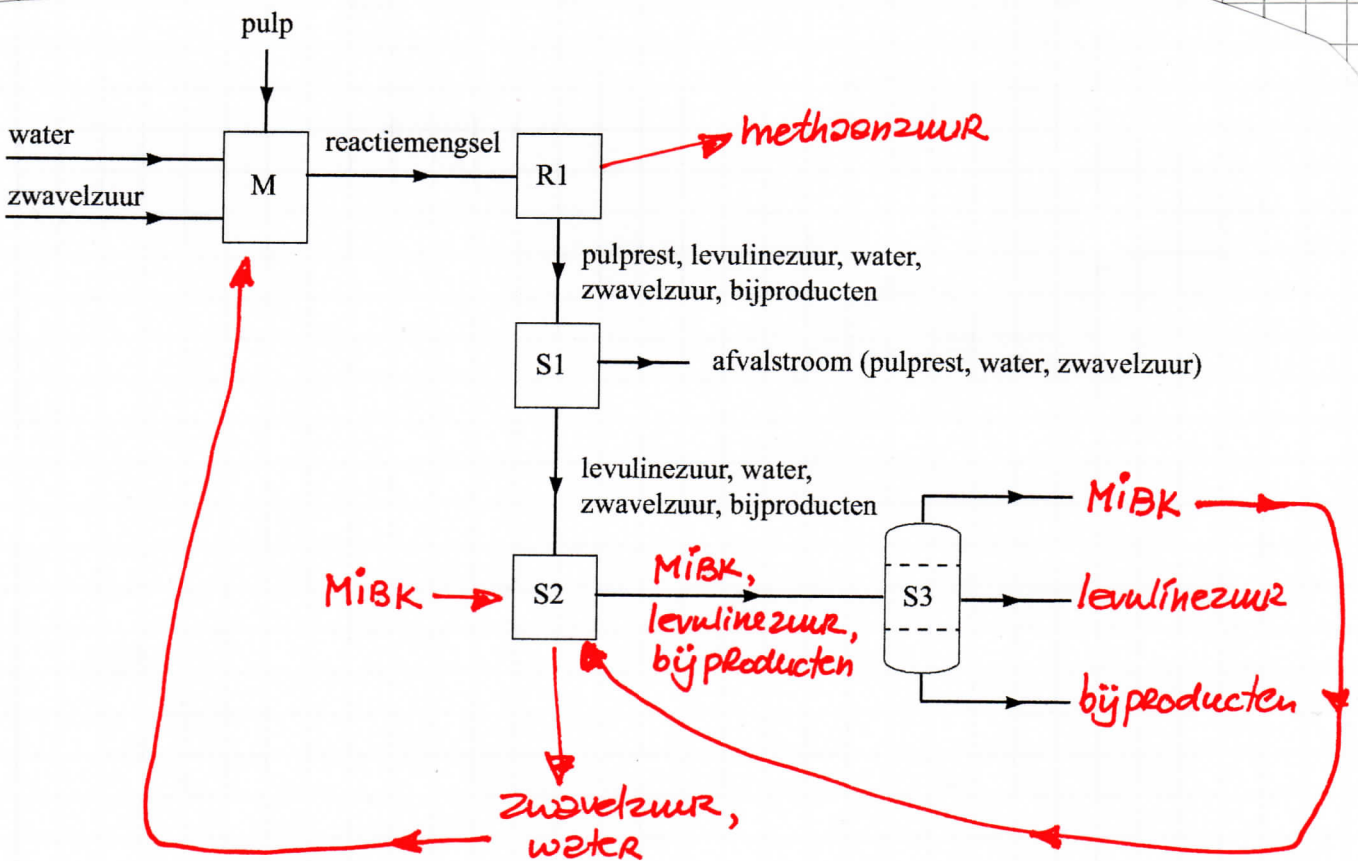 pulp
water
zwavelzuur
M
reactiemengsel
R1
methaanzuur
pulprest, levulinezuur, water,
zwavelzuur, bijproducten
S1
afvalstroom (pulprest, water, zwavelzuur)
levulinezuur, water,
zwavelzuur, bijproducten
MiBK
S2
MiBK,
levulinezuur,
bijproducten
S3
MiBK
levulinezuur
bijproducten
zwavelzuur,
water